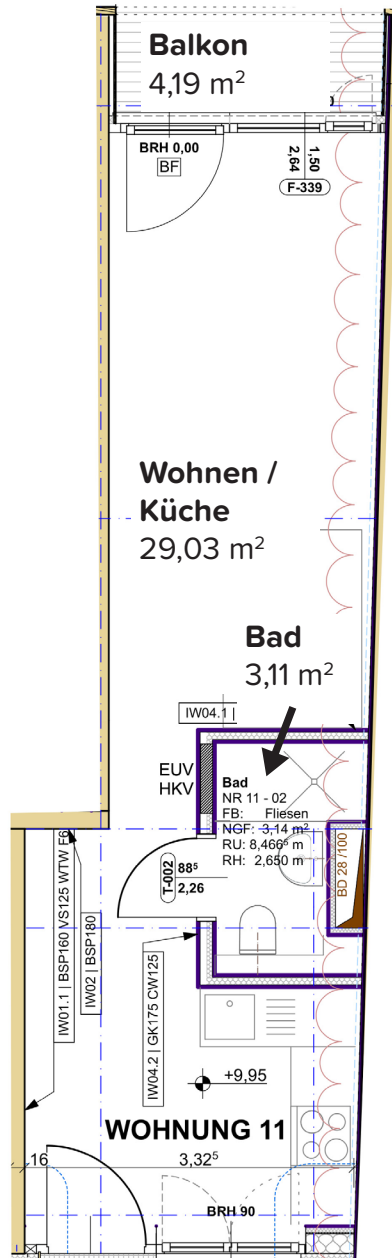 Balkon
4,19 m²
BRH 0,00
BF
1,50
2,64
F-339
Wohnen /
Küche
29,03 m²
Bad
3,11 m²
IW04.1 |
EUV
HKV
Bad
NR 11 - 02
FB: Fliesen
NGF: 3,14 m²
RU: 8,466⁵ m
RH: 2,650 m
BD 28 /100
T-002
88⁵
2,26
IW01.1 | BSP160 VS125 WTW F6
IW02 | BSP180
IW04.2 | GK175 CW125
+9,95
WOHNUNG 11
16
3,32⁵
BRH 90